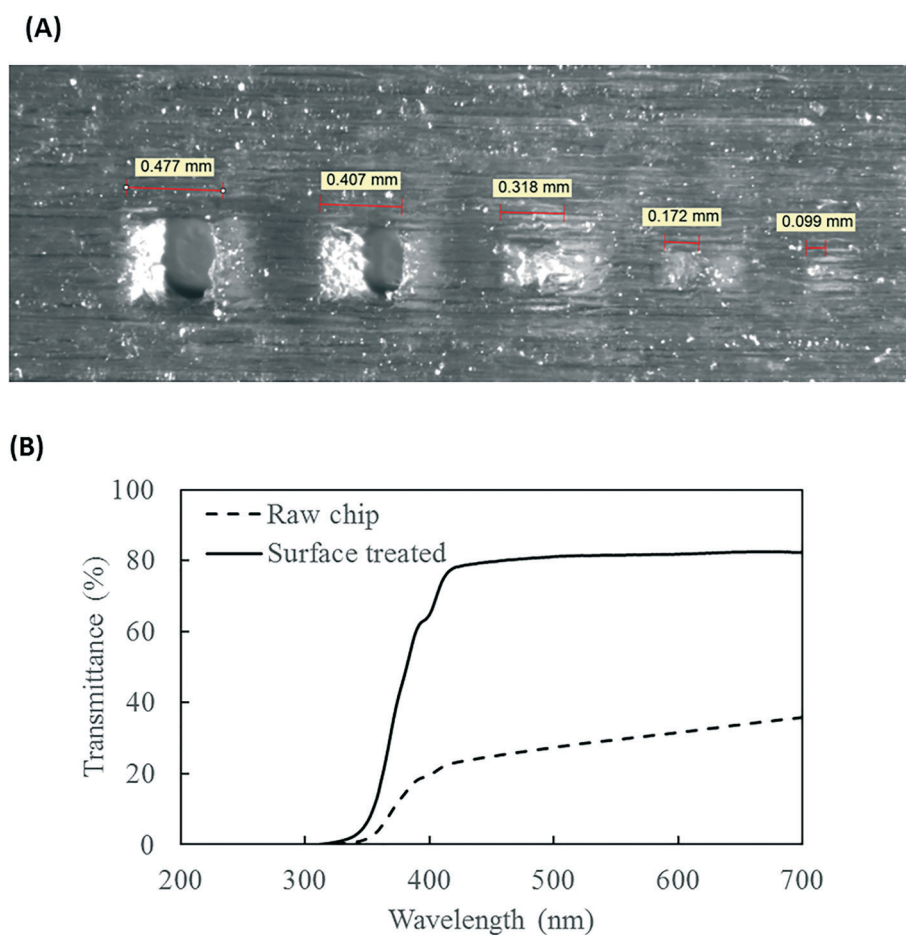 (A)
0.477 mm
0.407 mm
0.318 mm
0.172 mm
0.099 mm
(B)
100
80
60
40
20
0
Transmittance (%)
Raw chip
Surface treated
200 300 400 500 600 700
Wavelength (nm)